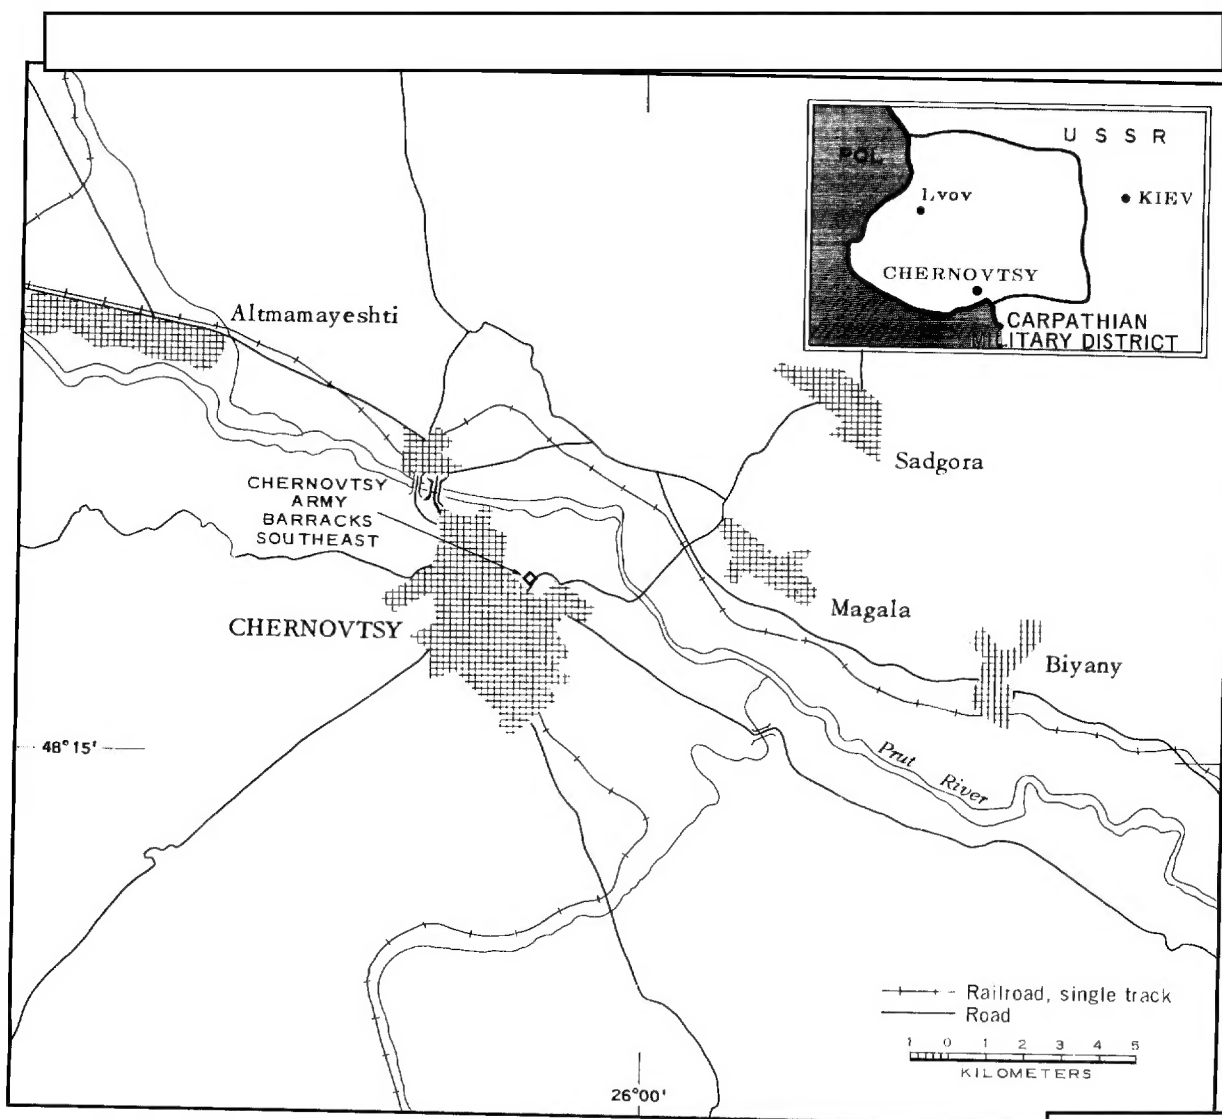 U S S R
POL
Lvov
KIEV
CHERNOVTSY
CARPATHIAN
MILITARY DISTRICT
Altmamayeshti
Sadgora
CHERNOVTSY
ARMY
BARRACKS
SOUTHEAST
Magala
CHERNOVTSY
Biyany
48°15'
Prut River
Railroad, single track
Road
1 0 1 2 3 4 5
KILOMETERS
26°00'